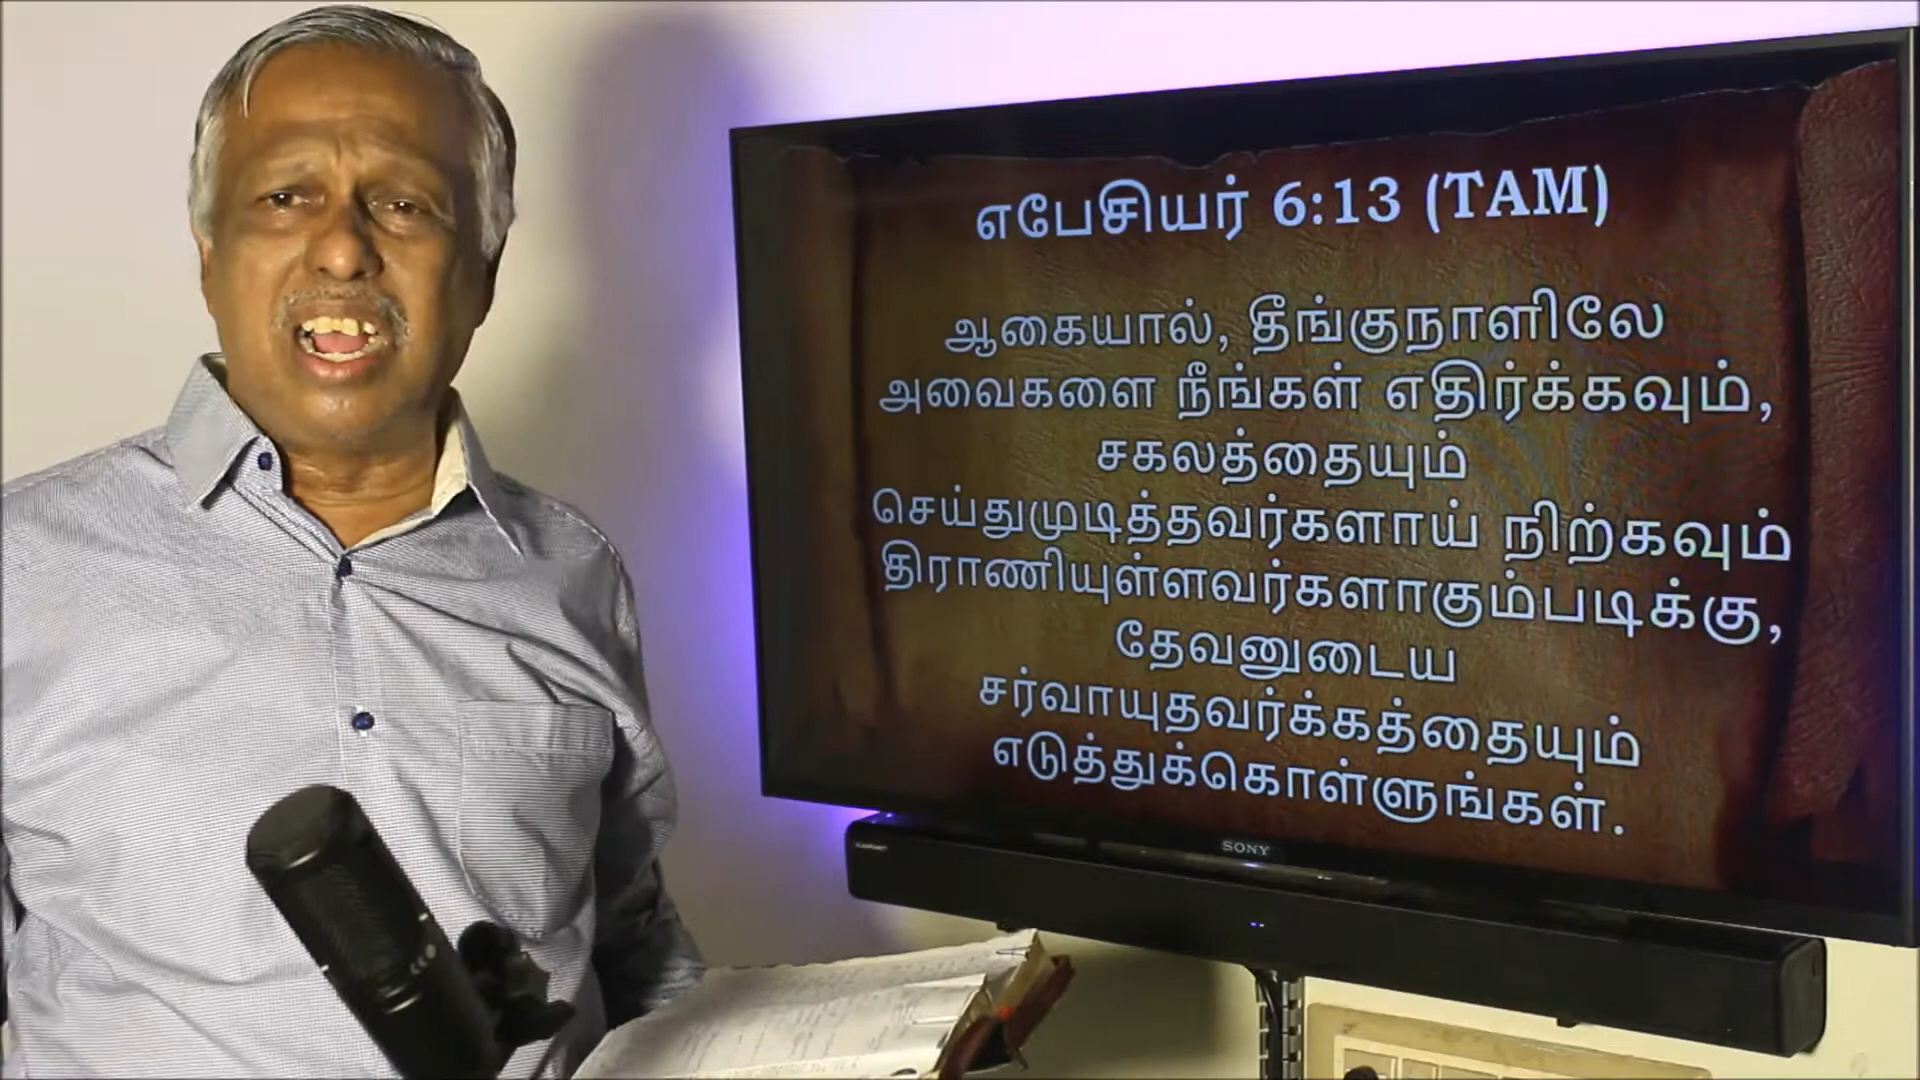 எபேசியர் 6:13 (TAM)
ஆகையால், தீங்குநாளிலே
அவைகளை நீங்கள் எதிர்க்கவும்,
சகலத்தையும்
செய்துமுடித்தவர்களாய் நிற்கவும்
திராணியுள்ளவர்களாகும்படிக்கு,
தேவனுடைய
சர்வாயுதவர்க்கத்தையும்
எடுத்துக்கொள்ளுங்கள்.
SONY
BLAUPUNKT